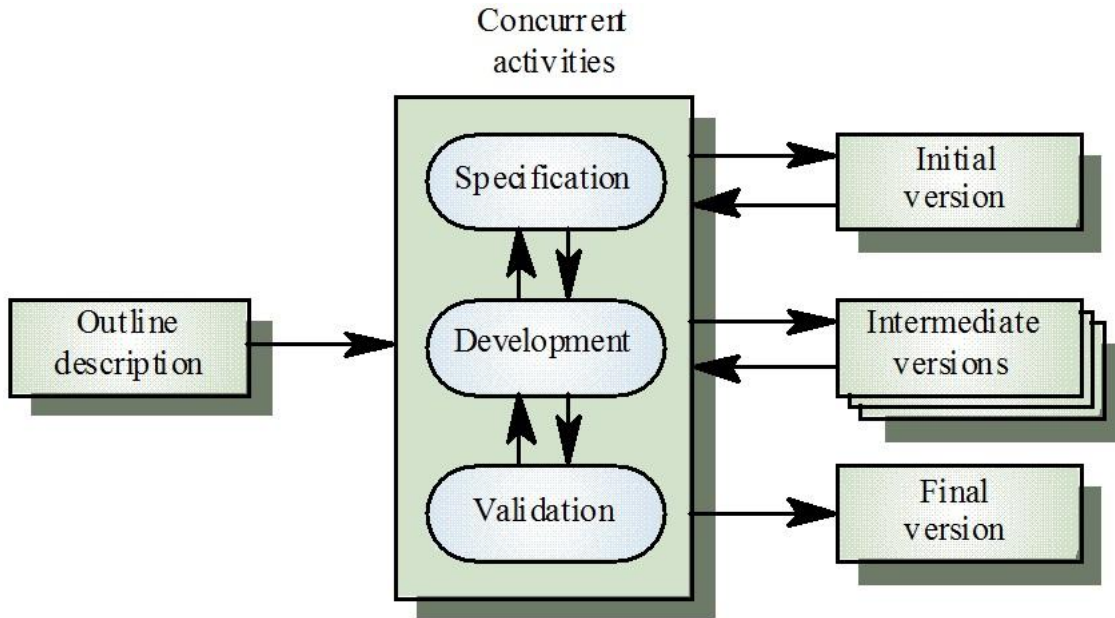 Concurrent
activities
Outline
description
Specification
Development
Validation
Initial
version
Intermediate
versions
Final
version